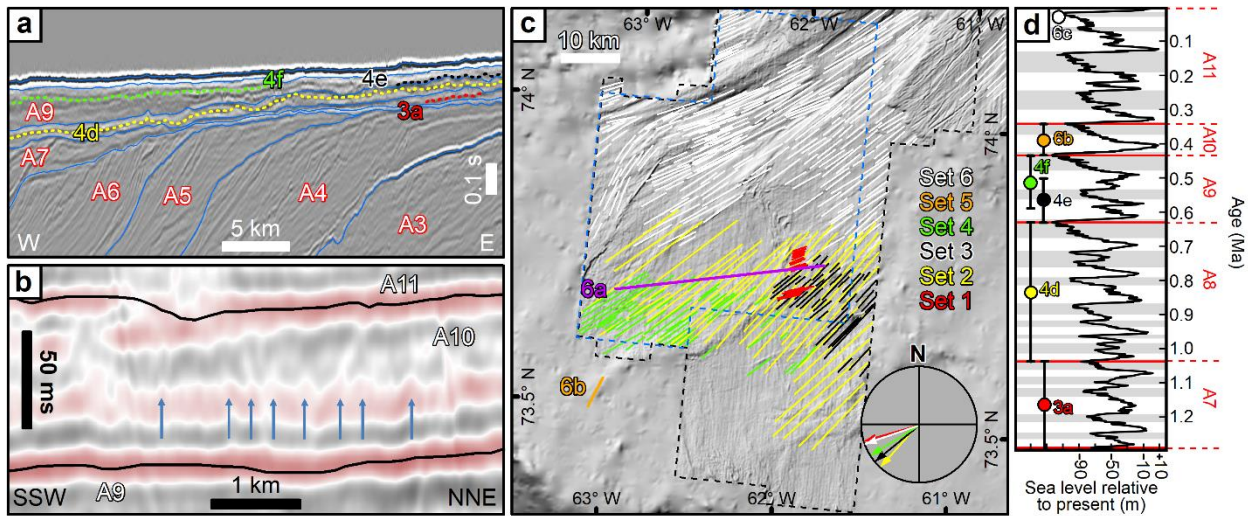 a
4f
4e
A9
3a
4d
A7
A6
A5
A4
A3
0.1 s
W
5 km
E
b
A11
A10
50 ms
A9
SSW
1 km
NNE
c
63° W
62° W
61° W
10 km
74° N
74° N
Set 6
Set 5
Set 4
Set 3
Set 2
Set 1
6a
6b
N
73.5° N
73.5° N
63° W
62° W
61° W
d
6c
0.1
0.2
0.3
6b
0.4
4f
0.5
4e
0.6
0.7
0.8
4d
0.9
1.0
1.1
3a
1.2
A11
A10
A9
A8
A7
Age (Ma)
-90
-50
-10
+10
Sea level relative
to present (m)